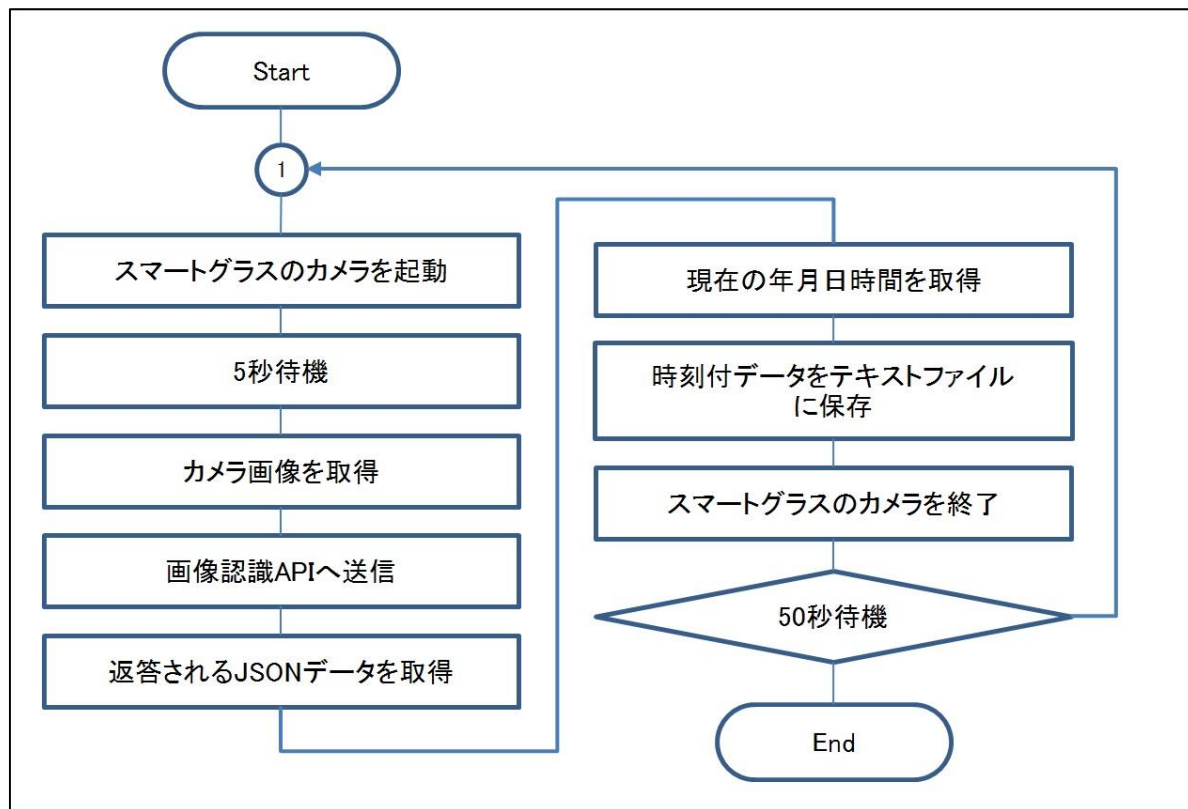 Start
1
スマートグラスのカメラを起動
5秒待機
カメラ画像を取得
画像認識APIへ送信
返答されるJSONデータを取得
現在の年月日時間を取得
時刻付データをテキストファイル
に保存
スマートグラスのカメラを終了
50秒待機
End